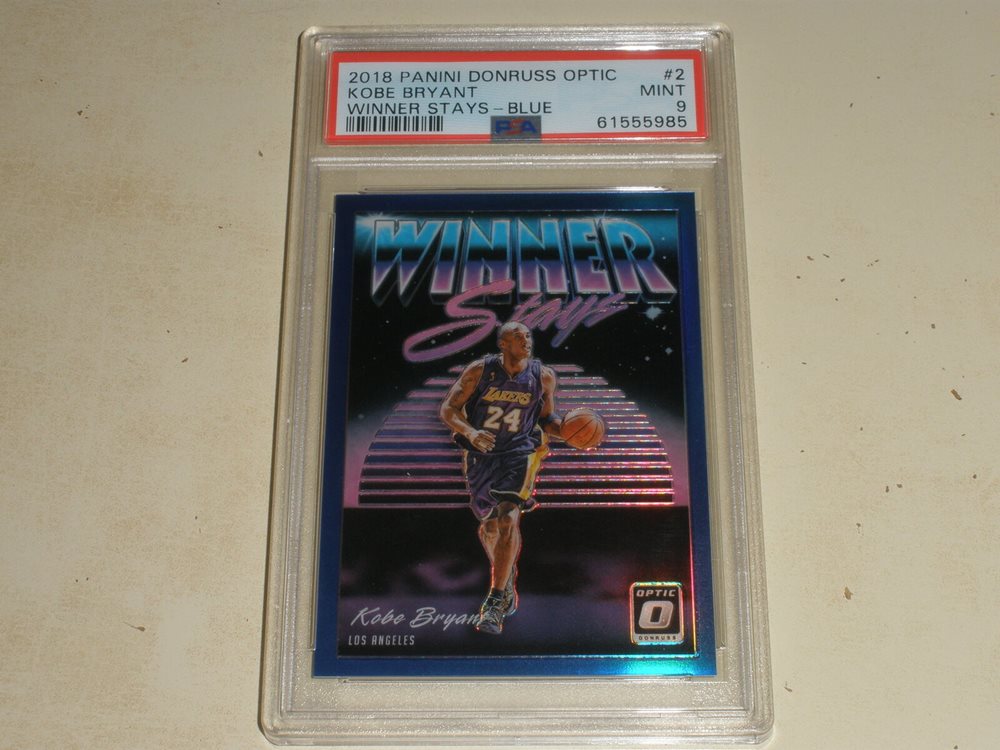 2018 PANINI DONRUSS OPTIC #2
KOBE BRYANT MINT
WINNER STAYS - BLUE 9
PSA 61555985
WINNER
Stays
LAKERS
24
Kobe Bryant
LOS ANGELES
OPTIC
DONRUSS